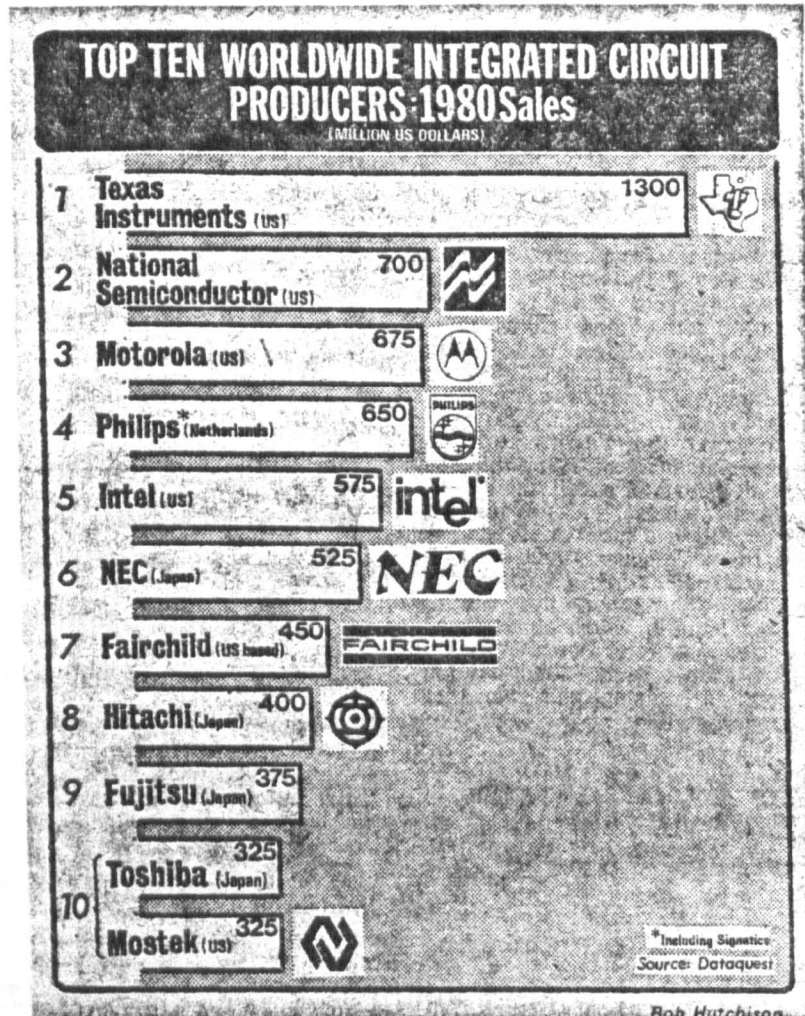 TOP TEN WORLDWIDE INTEGRATED CIRCUIT
PRODUCERS:1980Sales
(MILLION US DOLLARS)
1 Texas
Instruments (US) 1300
2 National
Semiconductor (US) 700
3 Motorola (US) 675
4 Philips* (Netherlands) 650
PHILIPS
5 Intel (US) 575
intel
6 NEC (Japan) 525
NEC
7 Fairchild (US based) 450
FAIRCHILD
8 Hitachi (Japan) 400
9 Fujitsu (Japan) 375
10
Toshiba (Japan) 325
Mostek (US) 325
*Including Signetics
Source: Dataquest
Bob Hutchison